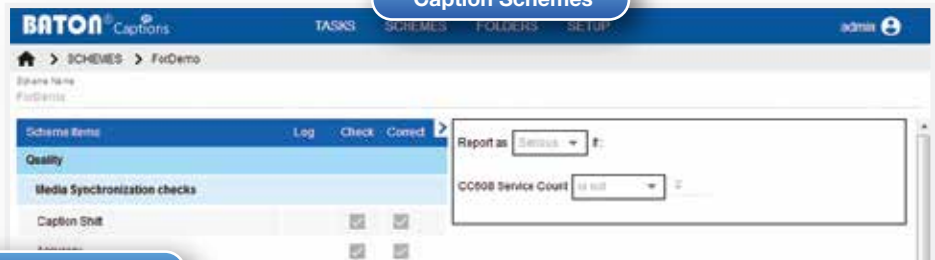 Caption Schemes
BATON® Captions TASKS SCHEMES FOLDERS SETUP admin
> SCHEMES > ForDemo
Scheme Name
ForDemo
Scheme Items Log Check Correct >
Report as Serious if:
Quality
CC608 Service Count is not
Media Synchronization checks
Caption Shift
Accuracy